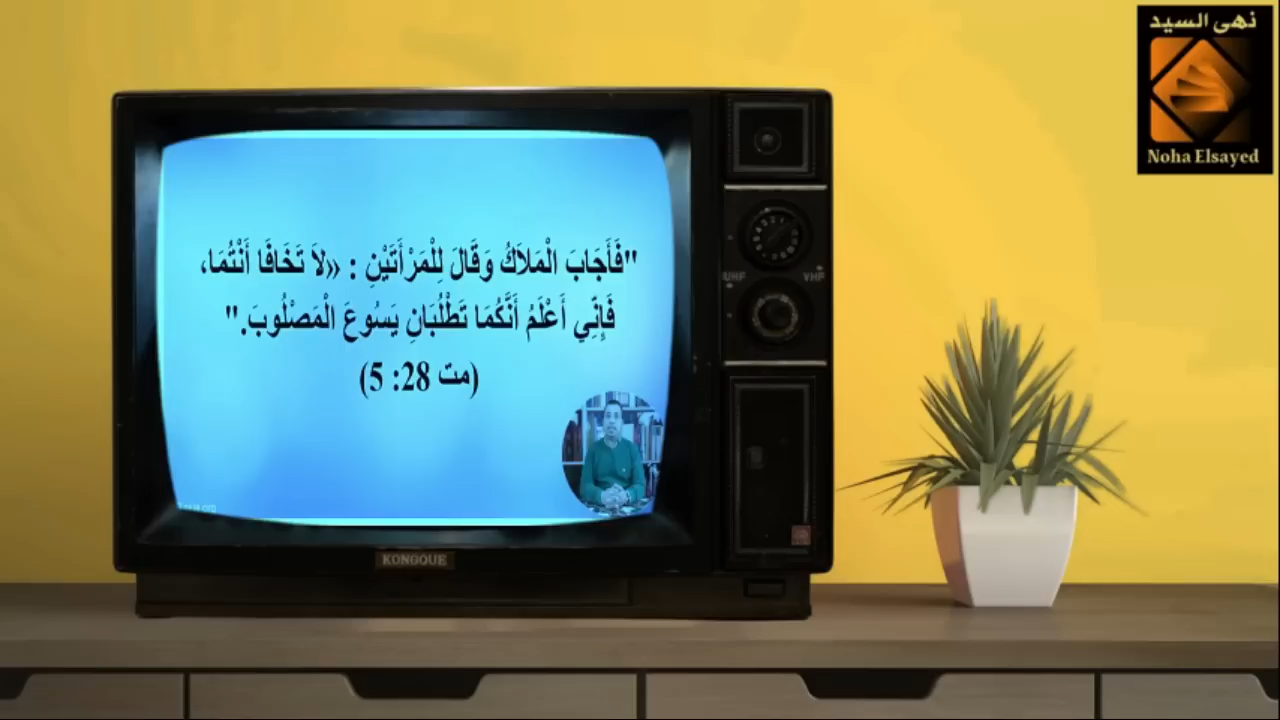 "فَأَجَابَ الْمَلاَكُ وَقَالَ لِلْمَرْأَتَيْنِ : «لاَ تَخَافَا أَنْتُمَا،
فَإِنِّي أَعْلَمُ أَنَّكُمَا تَطْلُبَانِ يَسُوعَ الْمَصْلُوبَ."
(مت 28: 5)
نهى السيد
Noha Elsayed
UHF
VHF
KONGQUE